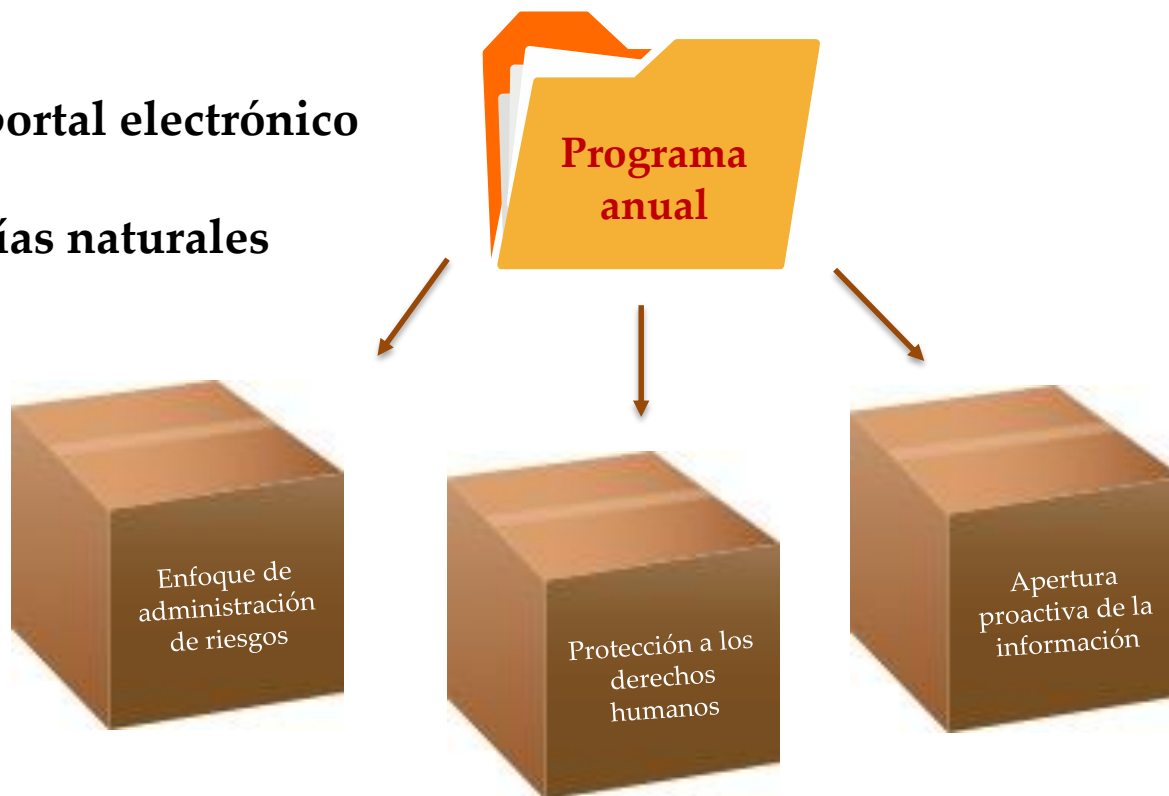 portal electrónico
ías naturales
Programa
anual
Enfoque de
administración
de riesgos
Protección a los
derechos
humanos
Apertura
proactiva de la
información